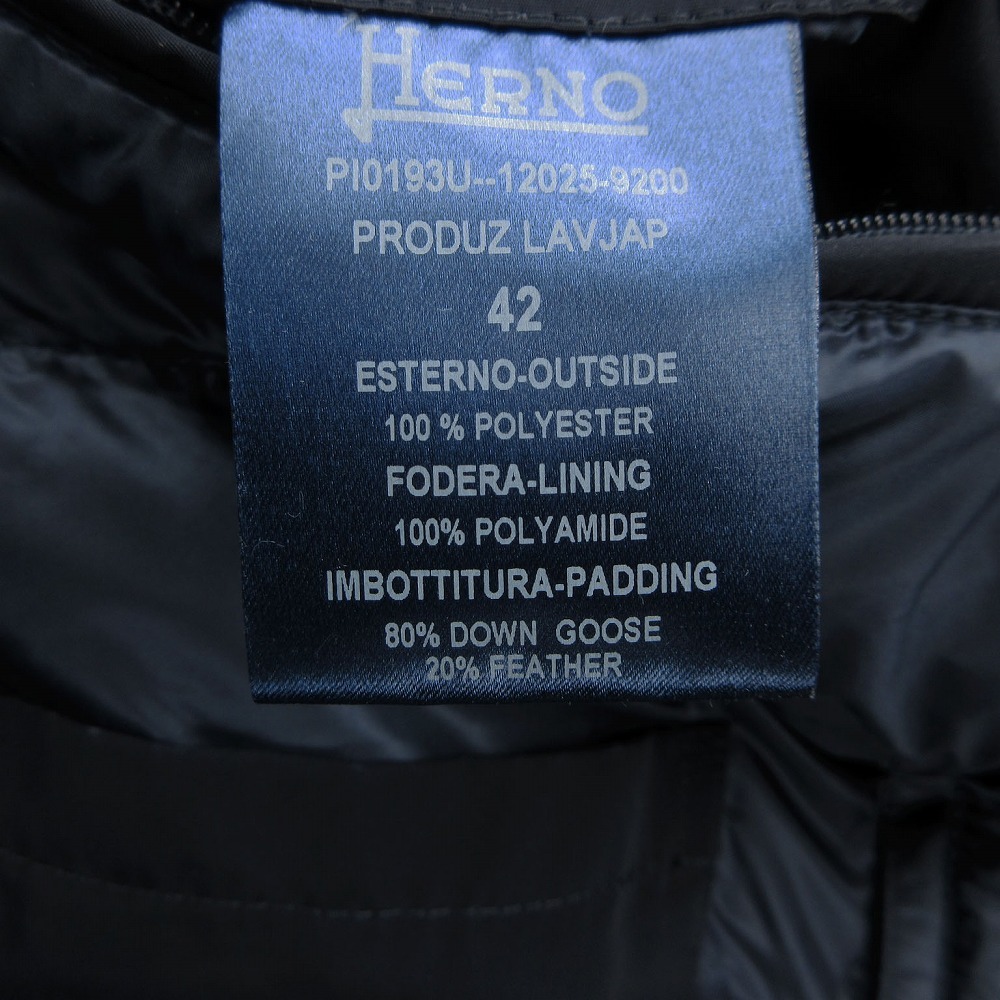 HERNO
PI0193U--12025-9200
PRODUZ LAVJAP
42
ESTERNO-OUTSIDE
100 % POLYESTER
FODERA-LINING
100% POLYAMIDE
IMBOTTITURA-PADDING
80% DOWN GOOSE
20% FEATHER